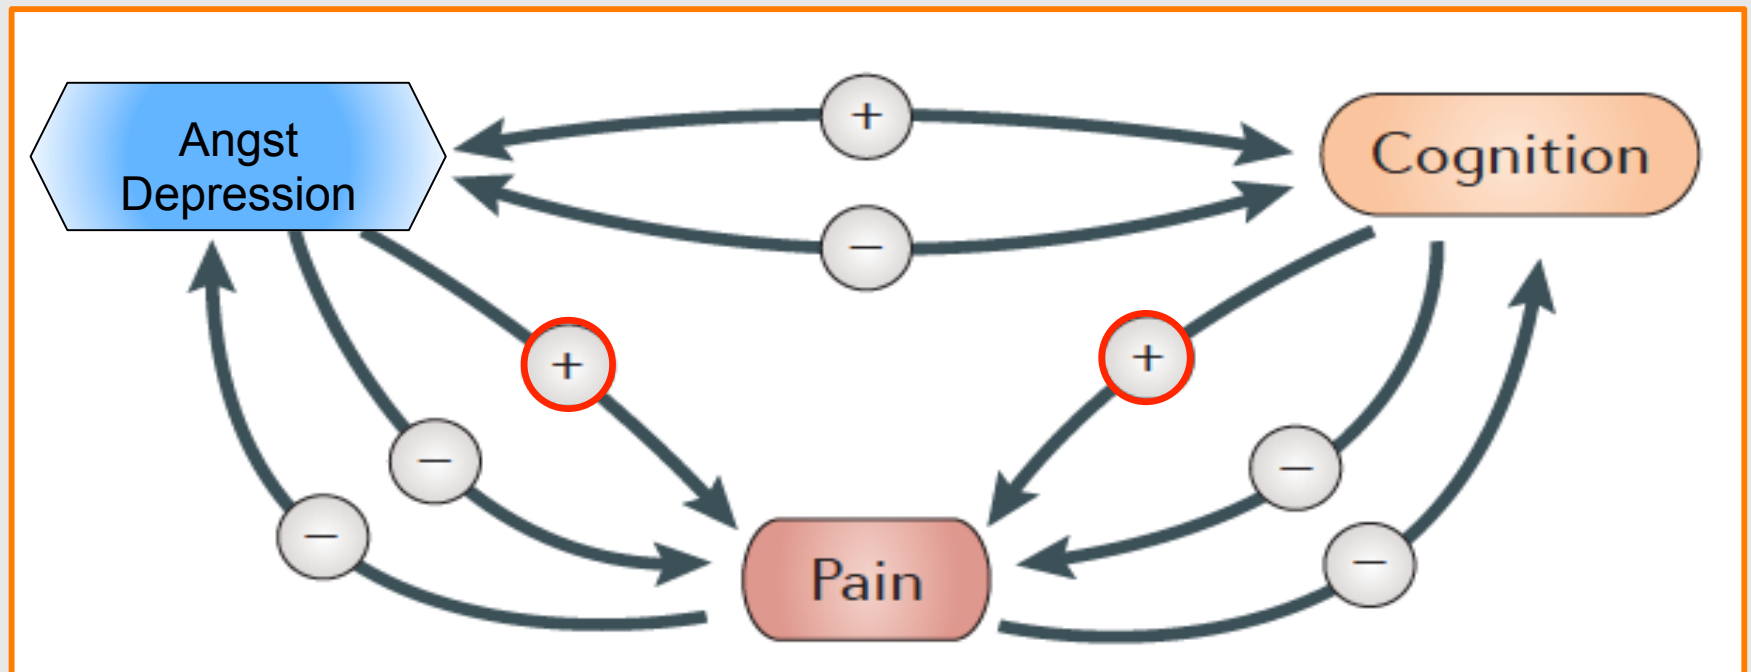 +
Angst
Depression
Cognition
−
+
+
−
−
−
−
Pain